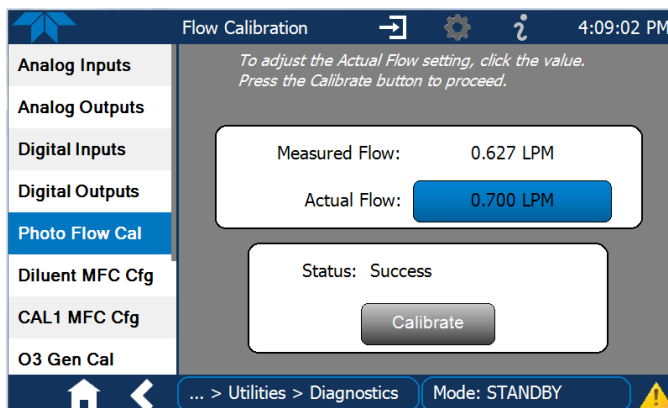 Flow Calibration 4:09:02 PM
Analog Inputs
Analog Outputs
Digital Inputs
Digital Outputs
Photo Flow Cal
Diluent MFC Cfg
CAL1 MFC Cfg
O3 Gen Cal
To adjust the Actual Flow setting, click the value.
Press the Calibrate button to proceed.
Measured Flow: 0.627 LPM
Actual Flow: 0.700 LPM
Status: Success
Calibrate
... > Utilities > Diagnostics
Mode: STANDBY